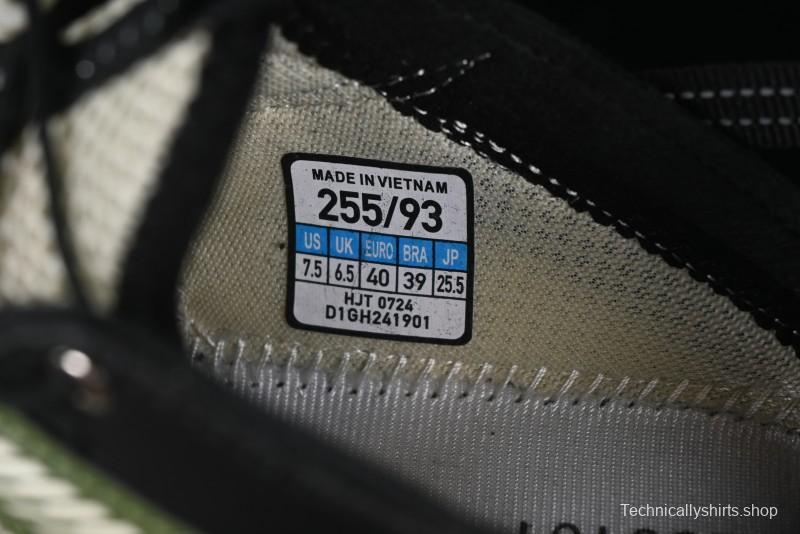 MADE IN VIETNAM
255/93
US UK EURO BRA JP
7.5 6.5 40 39 25.5
HJT 0724
D1GH241901
Technicallyshirts.shop